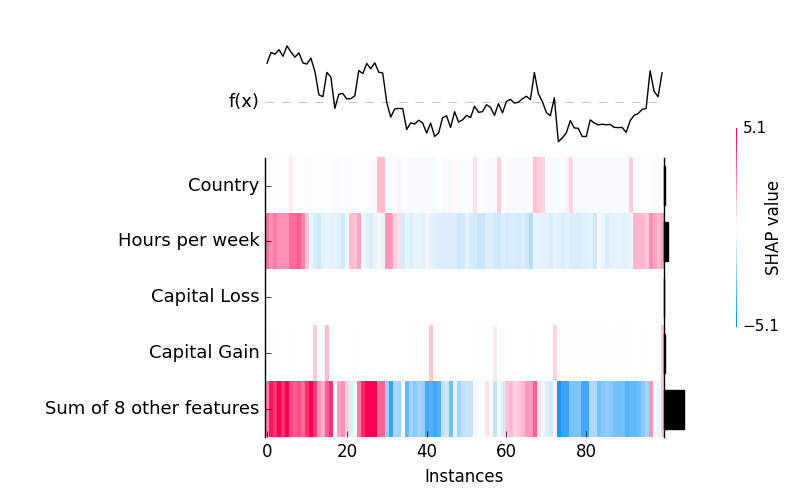 f(x)
Country
Hours per week
Capital Loss
Capital Gain
Sum of 8 other features
0 20 40 60 80
Instances
5.1
−5.1
SHAP value